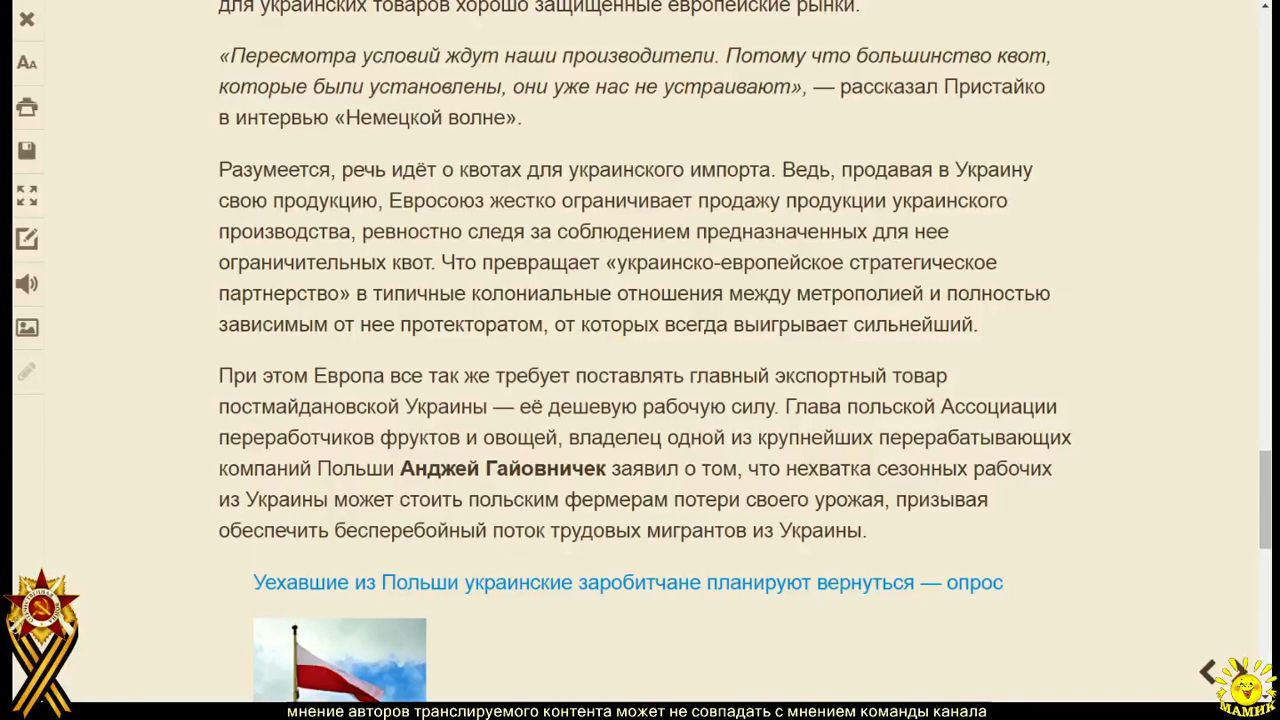 для украинских товаров хорошо защищенные европейские рынки.
«Пересмотра условий ждут наши производители. Потому что большинство квот,
которые были установлены, они уже нас не устраивают», — рассказал Пристайко
в интервью «Немецкой волне».
Разумеется, речь идёт о квотах для украинского импорта. Ведь, продавая в Украину
свою продукцию, Евросоюз жестко ограничивает продажу продукции украинского
производства, ревностно следя за соблюдением предназначенных для нее
ограничительных квот. Что превращает «украинско-европейское стратегическое
партнерство» в типичные колониальные отношения между метрополией и полностью
зависимым от нее протекторатом, от которых всегда выигрывает сильнейший.
При этом Европа все так же требует поставлять главный экспортный товар
постмайдановской Украины — её дешевую рабочую силу. Глава польской Ассоциации
переработчиков фруктов и овощей, владелец одной из крупнейших перерабатывающих
компаний Польши Анджей Гайовничек заявил о том, что нехватка сезонных рабочих
из Украины может стоить польским фермерам потери своего урожая, призывая
обеспечить бесперебойный поток трудовых мигрантов из Украины.
Уехавшие из Польши украинские заробитчане планируют вернуться — опрос
МАМИК
мнение авторов транслируемого контента может не совпадать с мнением команды канала